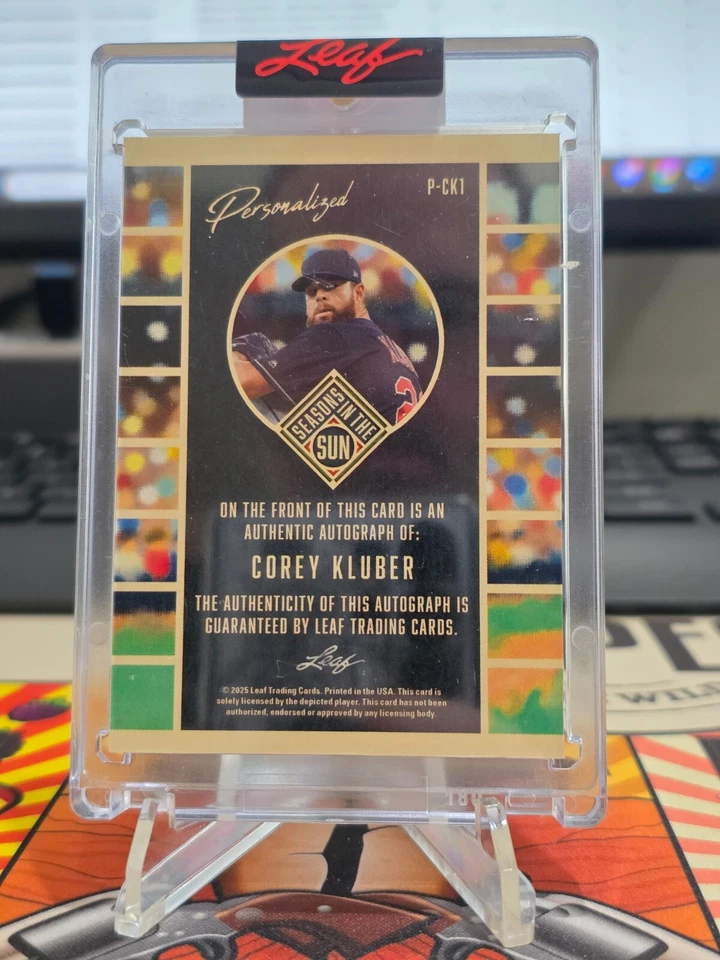 Leaf
Personalized
P-CK1
SEASONS IN THE
SUN
ON THE FRONT OF THIS CARD IS AN
AUTHENTIC AUTOGRAPH OF:
COREY KLUBER
THE AUTHENTICITY OF THIS AUTOGRAPH IS
GUARANTEED BY LEAF TRADING CARDS.
Leaf
© 2025 Leaf Trading Cards. Printed in the USA. This card is
solely licensed by the depicted player. This card has not been
authorized, endorsed or approved by any licensing body.